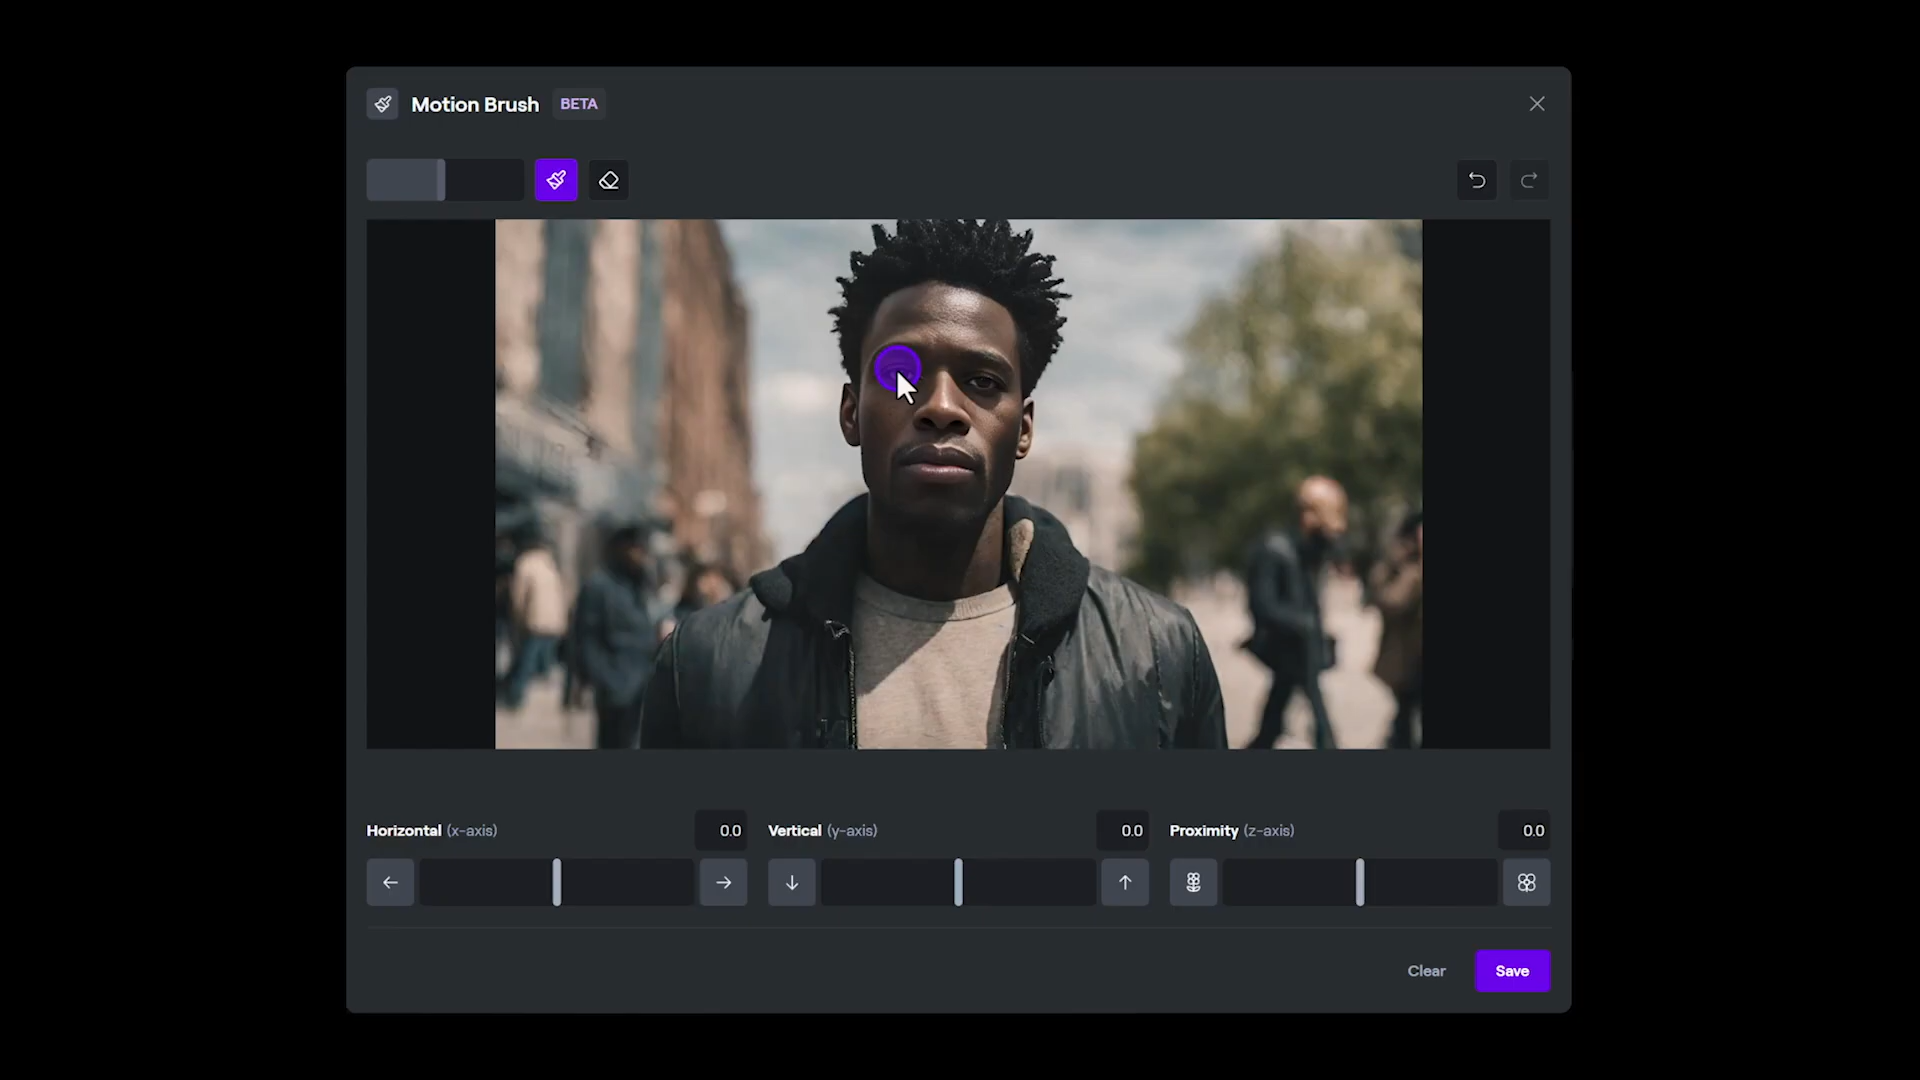 Motion Brush BETA
Horizontal (x-axis) 0.0 Vertical (y-axis) 0.0 Proximity (z-axis) 0.0
Clear Save